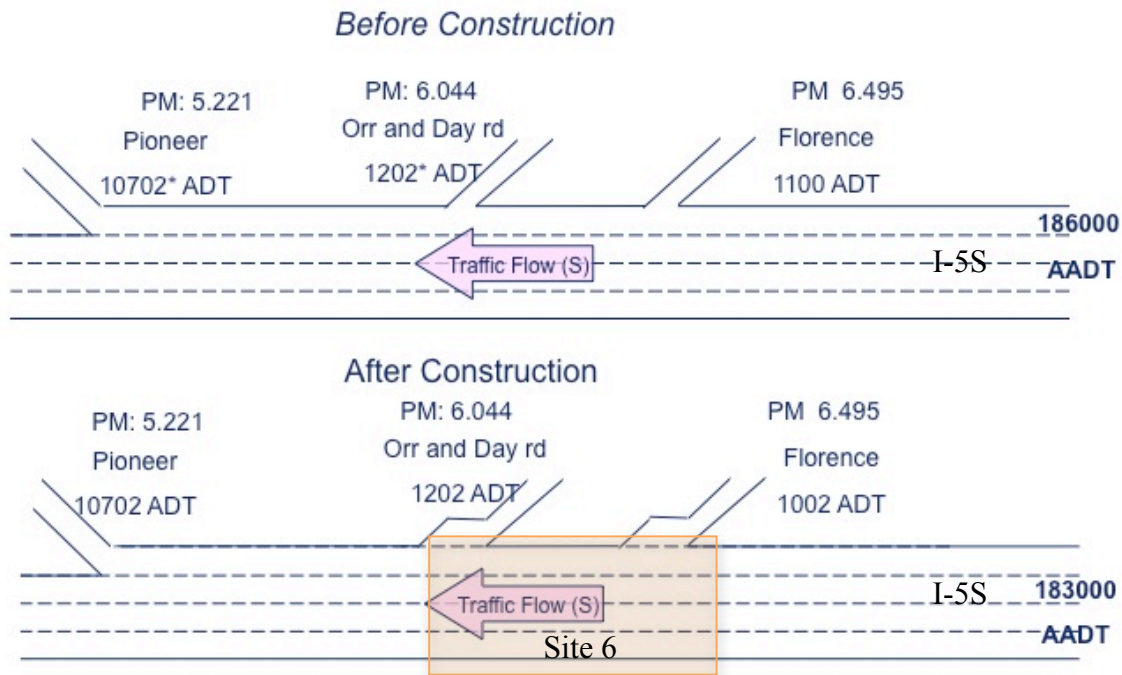 Before Construction
PM: 5.221
Pioneer
10702* ADT
PM: 6.044
Orr and Day rd
1202* ADT
PM 6.495
Florence
1100 ADT
186000
AADT
I-5S
Traffic Flow (S)
After Construction
PM: 5.221
Pioneer
10702 ADT
PM: 6.044
Orr and Day rd
1202 ADT
PM 6.495
Florence
1002 ADT
I-5S
183000
AADT
Traffic Flow (S)
Site 6